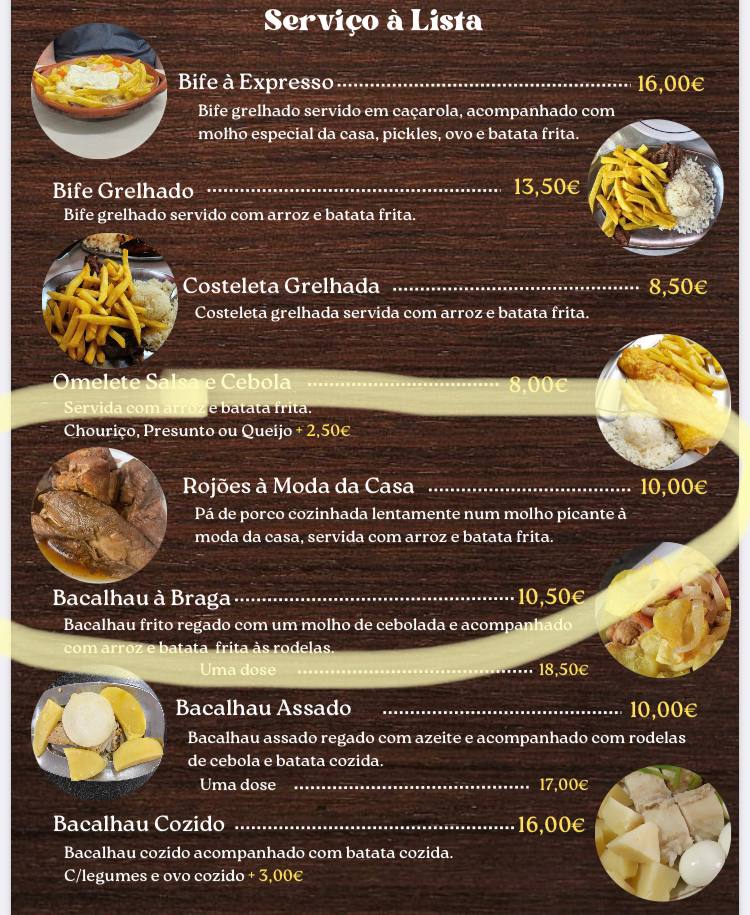 Serviço à Lista
Bife à Expresso 16,00€
Bife grelhado servido em caçarola, acompanhado com
molho especial da casa, pickles, ovo e batata frita.
Bife Grelhado 13,50€
Bife grelhado servido com arroz e batata frita.
Costeleta Grelhada 8,50€
Costeleta grelhada servida com arroz e batata frita.
Omelete Salsa e Cebola 8,00€
Servida com arroz e batata frita.
Chouriço, Presunto ou Queijo + 2,50€
Rojões à Moda da Casa 10,00€
Pá de porco cozinhada lentamente num molho picante à
moda da casa, servida com arroz e batata frita.
Bacalhau à Braga 10,50€
Bacalhau frito regado com um molho de cebolada e acompanhado
com arroz e batata frita às rodelas.
Uma dose 18,50€
Bacalhau Assado 10,00€
Bacalhau assado regado com azeite e acompanhado com rodelas
de cebola e batata cozida.
Uma dose 17,00€
Bacalhau Cozido 16,00€
Bacalhau cozido acompanhado com batata cozida.
C/legumes e ovo cozido + 3,00€